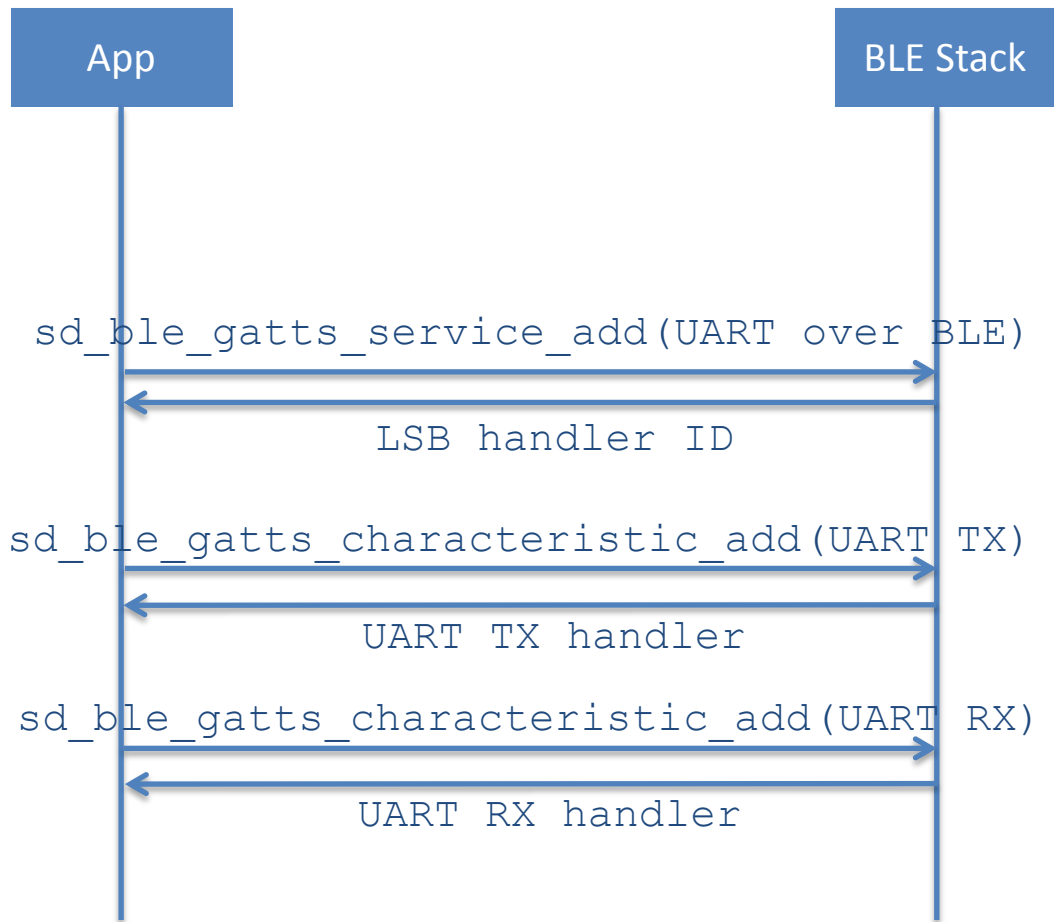 App
BLE Stack
sd_ble_gatts_service_add(UART over BLE)
LSB handler ID
sd_ble_gatts_characteristic_add(UART TX)
UART TX handler
sd_ble_gatts_characteristic_add(UART RX)
UART RX handler